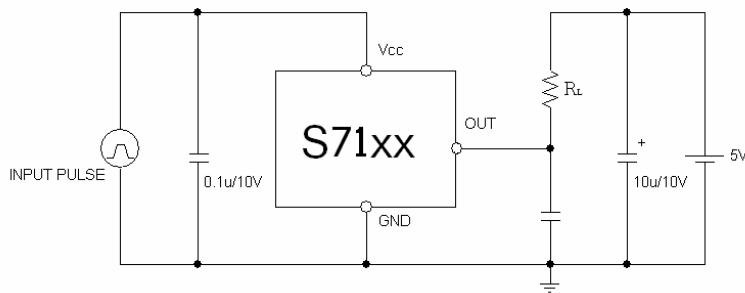 Vcc
RL
OUT
S71xx
+
INPUT PULSE
0.1u/10V
10u/10V
5V
GND